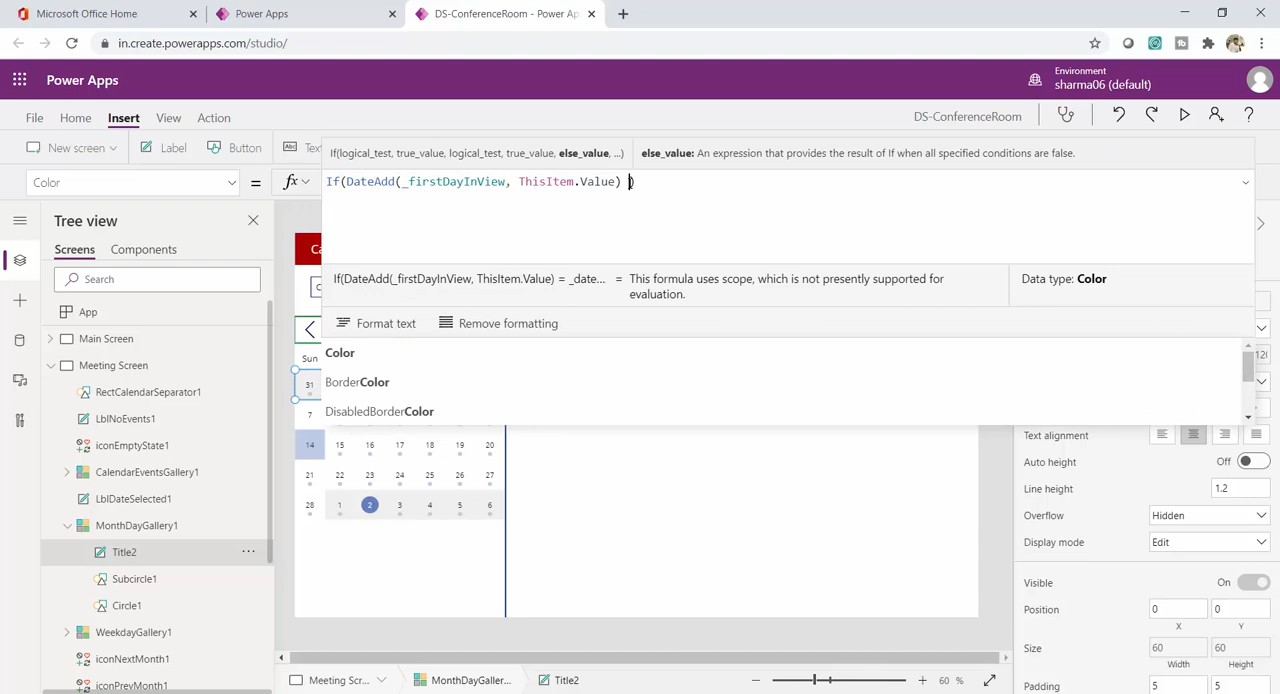 Microsoft Office Home
Power Apps
DS-ConferenceRoom - Power Ap
in.create.powerapps.com/studio/
Power Apps
Environment
sharma06 (default)
File Home Insert View Action
DS-ConferenceRoom
New screen Label Button Abc
If(logical_test, true_value, logical_test, true_value, else_value, ...)
else_value: An expression that provides the result of If when all specified conditions are false.
Color = fx If(DateAdd(_firstDayInView, ThisItem.Value) )
Tree view
Screens Components
Search
App
Main Screen
Meeting Screen
RectCalendarSeparator1
LblNoEvents1
iconEmptyState1
CalendarEventsGallery1
LblDateSelected1
MonthDayGallery1
Title2 ...
Subcircle1
Circle1
WeekdayGallery1
iconNextMonth1
iconPrevMonth1
If(DateAdd(_firstDayInView, ThisItem.Value) = _date... = This formula uses scope, which is not presently supported for evaluation.
Data type: Color
Format text Remove formatting
Color
BorderColor
DisabledBorderColor
Sun
31
7
14 15 16 17 18 19 20
21 22 23 24 25 26 27
28 1 2 3 4 5 6
Text alignment
Auto height Off
Line height 1.2
Overflow Hidden
Display mode Edit
Visible On
Position 0 0
X Y
Size 60 60
Width Height
Padding 5 5
Meeting Scr... MonthDayGaller... Title2
60 %